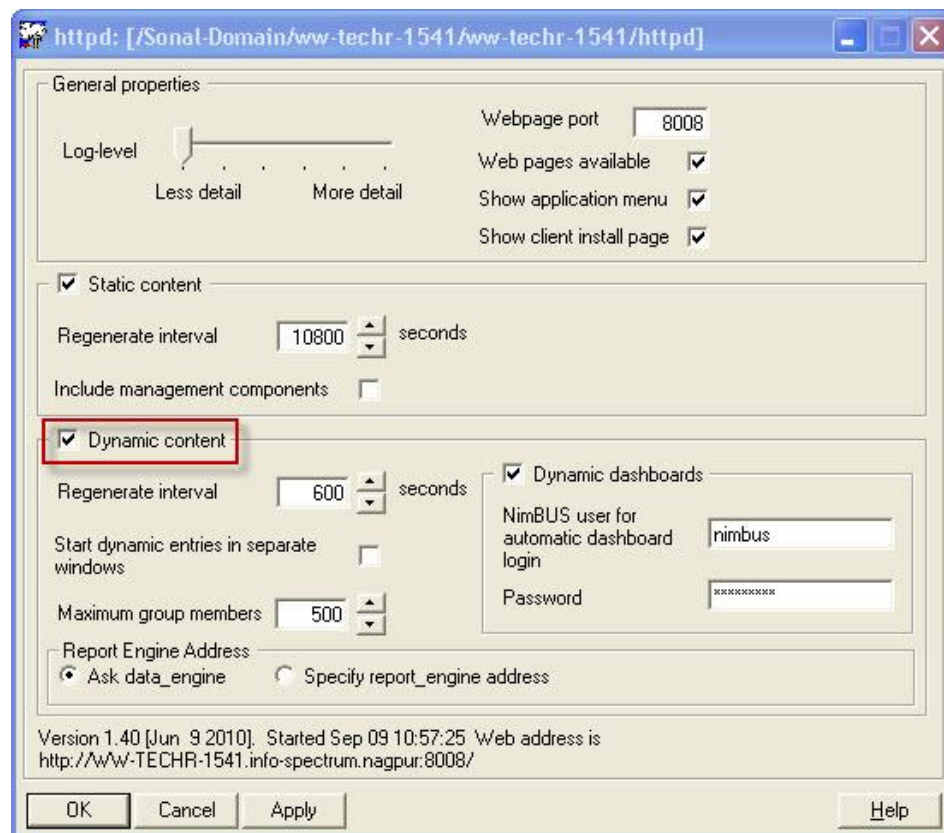 httpd: [/Sonal-Domain/ww-techr-1541/ww-techr-1541/httpd]
General properties
Log-level
Less detail
More detail
Webpage port
8008
Web pages available
Show application menu
Show client install page
Static content
Regenerate interval
10800
seconds
Include management components
Dynamic content
Regenerate interval
600
seconds
Start dynamic entries in separate
windows
Maximum group members
500
Dynamic dashboards
NimBUS user for
automatic dashboard
login
nimbus
Password
×××××××××
Report Engine Address
Ask data_engine
Specify report_engine address
Version 1.40 [Jun 9 2010]. Started Sep 09 10:57:25 Web address is
http://WW-TECHR-1541.info-spectrum.nagpur:8008/
OK
Cancel
Apply
Help